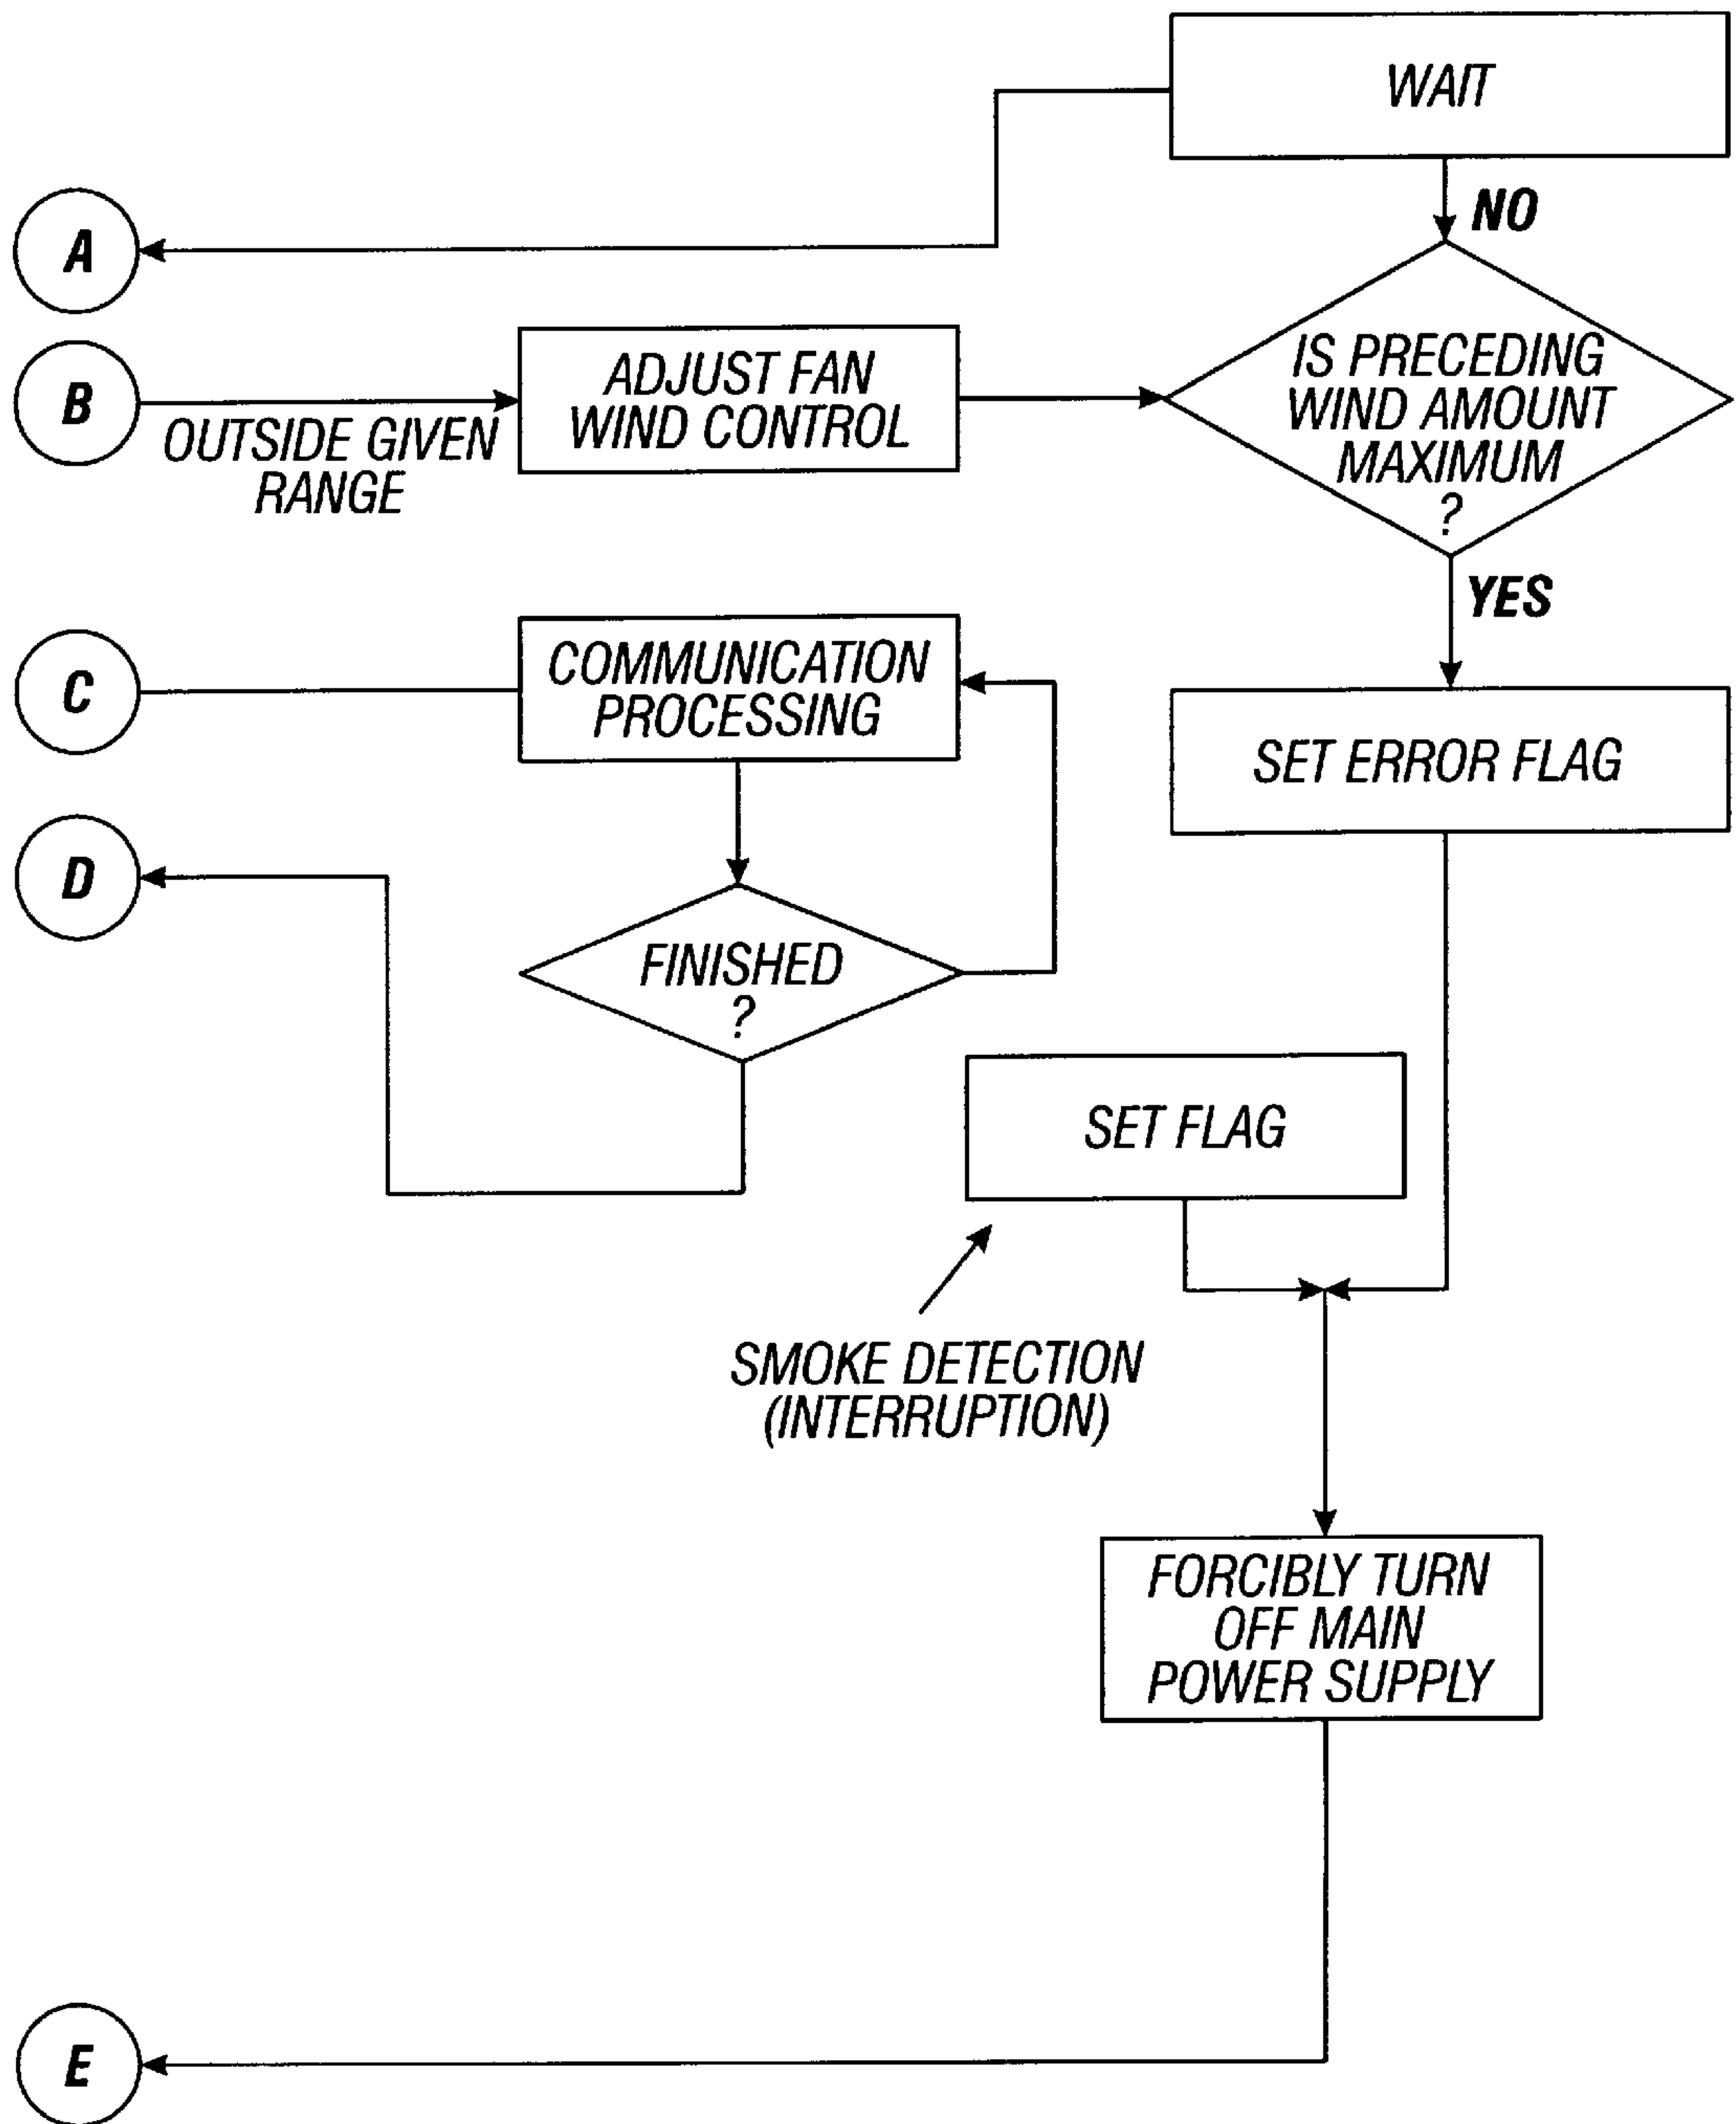 WAIT
NO
A
B
OUTSIDE GIVEN
RANGE
ADJUST FAN
WIND CONTROL
IS PRECEDING
WIND AMOUNT
MAXIMUM
?
YES
C
COMMUNICATION
PROCESSING
SET ERROR FLAG
D
FINISHED
?
SET FLAG
SMOKE DETECTION
(INTERRUPTION)
FORCIBLY TURN
OFF MAIN
POWER SUPPLY
E